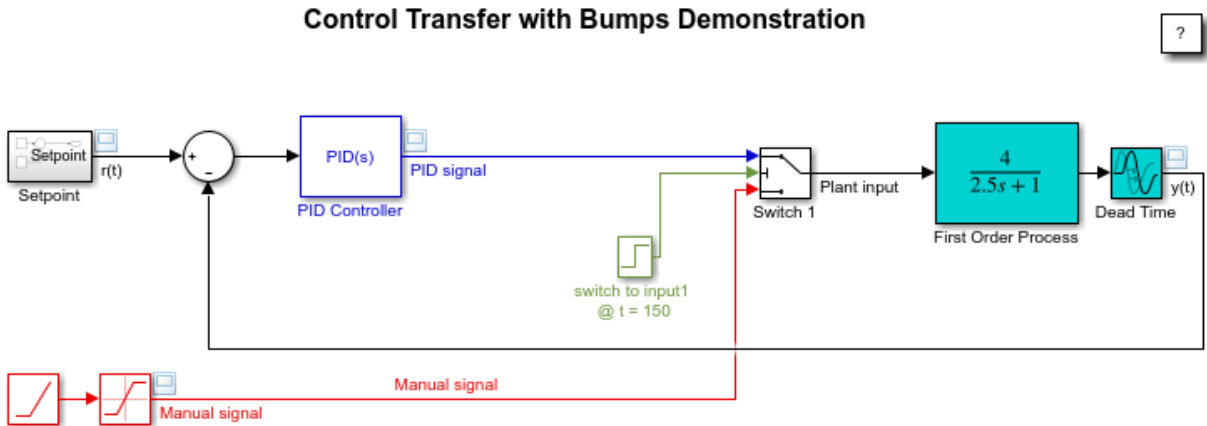 Control Transfer with Bumps Demonstration
?
Setpoint
r(t)
Setpoint
+
−
PID(s)
PID Controller
PID signal
switch to input1
@ t = 150
Switch 1
Plant input
4
2.5s + 1
First Order Process
Dead Time
y(t)
Manual signal
Manual signal